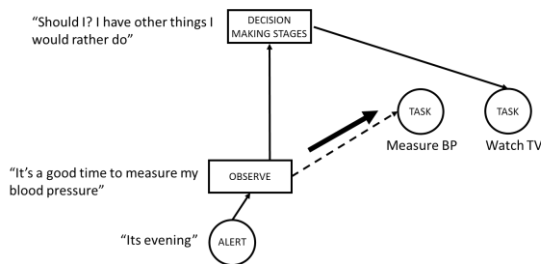 “Should I? I have other things I
would rather do”
DECISION
MAKING STAGES
TASK
TASK
Measure BP
Watch TV
“It’s a good time to measure my
blood pressure”
OBSERVE
“Its evening”
ALERT